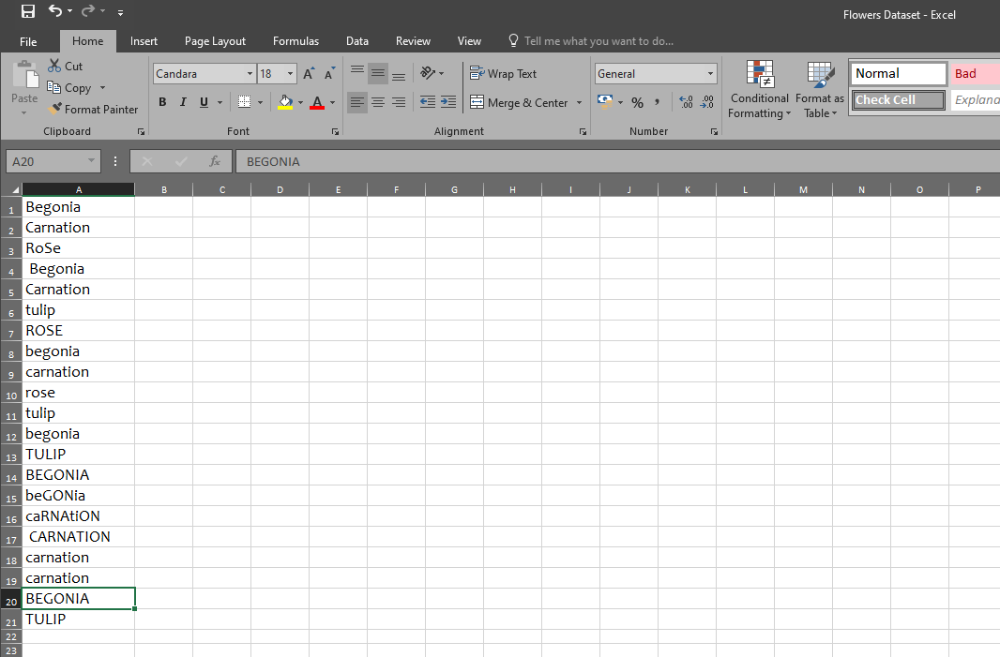 Flowers Dataset - Excel
File Home Insert Page Layout Formulas Data Review View Tell me what you want to do...
Paste
Cut
Copy
Format Painter
Clipboard
Candara 18 A A
B I U A
Font
Wrap Text
Merge & Center
Alignment
General
% , .0 .00 .00 .0
Number
Conditional Formatting
Format as Table
Normal Bad
Check Cell Explana
A20 fx BEGONIA
A B C D E F G H I J K L M N O P
1 Begonia
2 Carnation
3 RoSe
4 Begonia
5 Carnation
6 tulip
7 ROSE
8 begonia
9 carnation
10 rose
11 tulip
12 begonia
13 TULIP
14 BEGONIA
15 beGONia
16 caRNAtiON
17 CARNATION
18 carnation
19 carnation
20 BEGONIA
21 TULIP
22
23